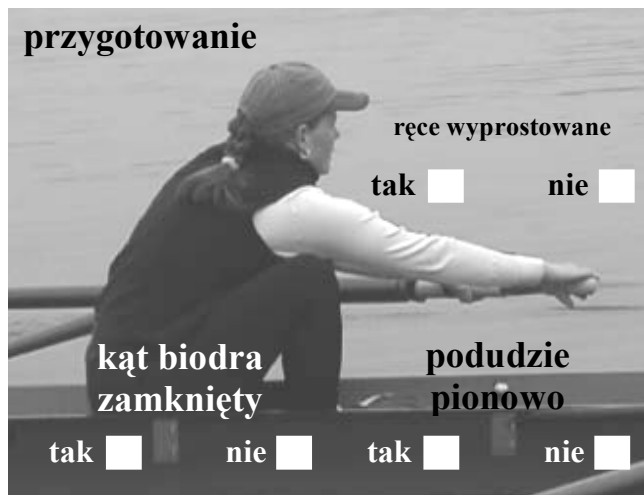 przygotowanie
ręce wyprostowane
tak nie
kąt biodra
zamknięty
tak nie
podudzie
pionowo
tak nie